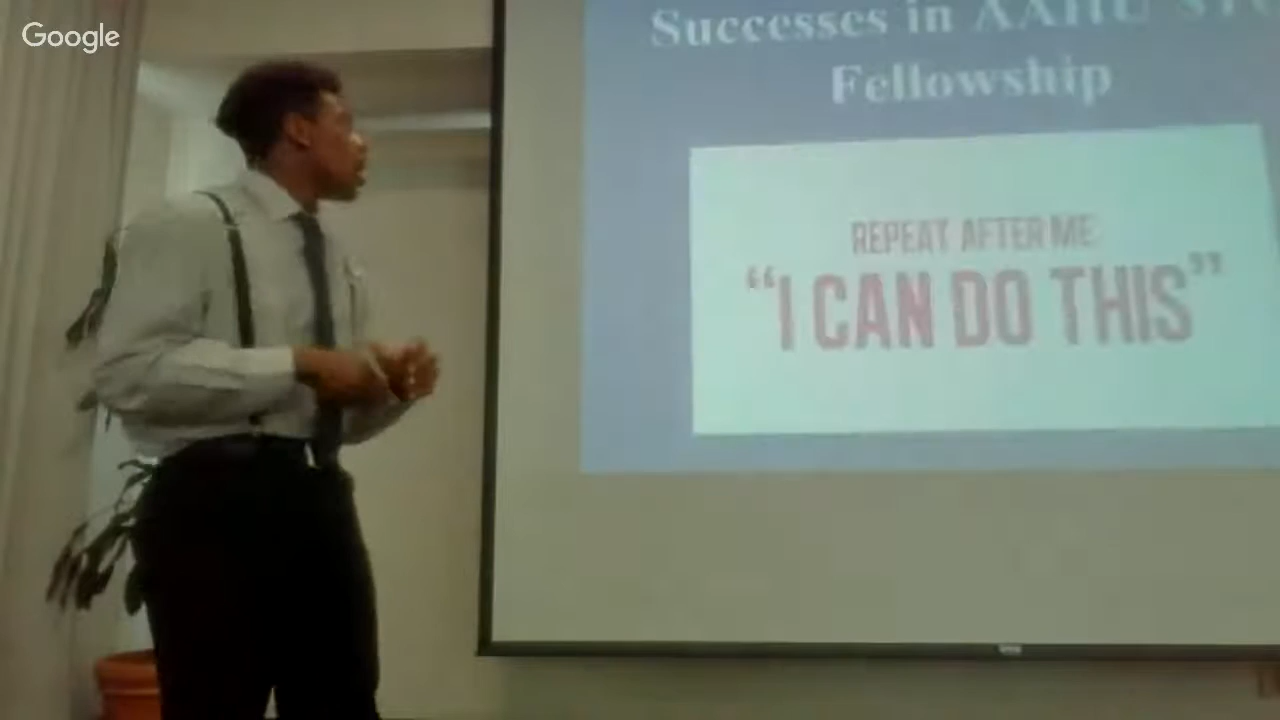 Google
Successes in
Fellowship
REPEAT AFTER ME:
“I CAN DO THIS”